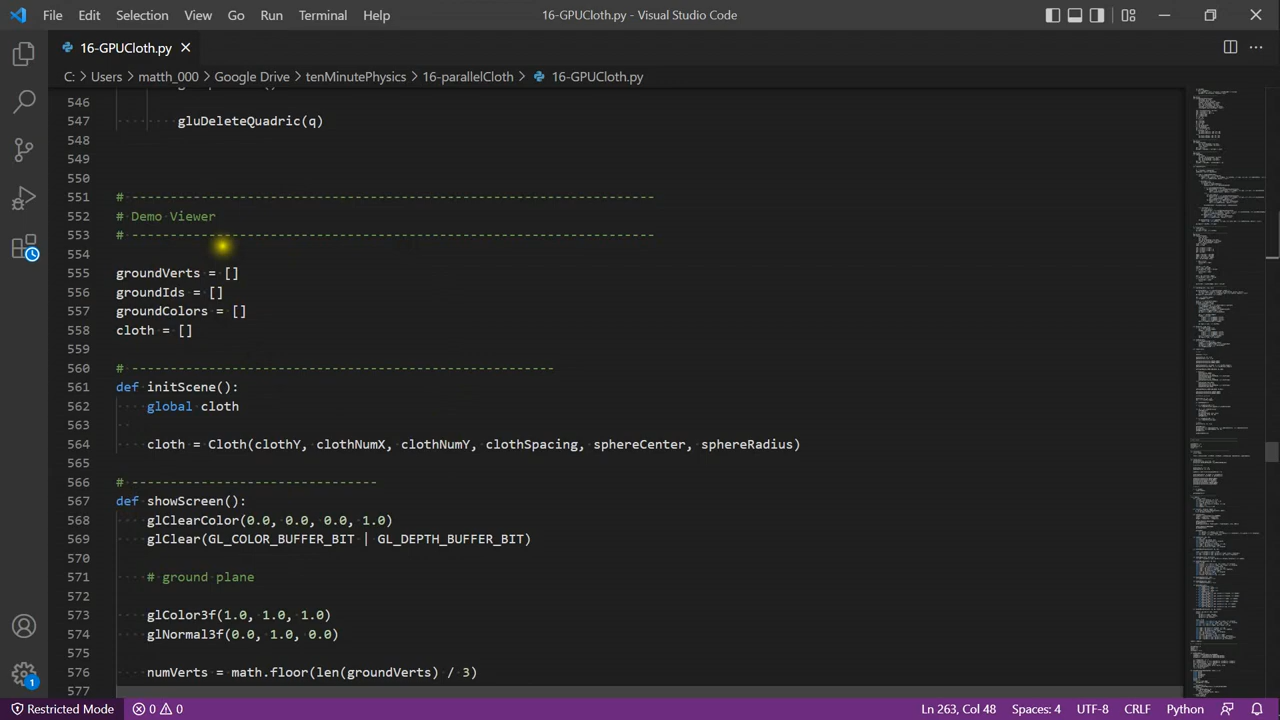 File Edit Selection View Go Run Terminal Help 16-GPUCloth.py - Visual Studio Code
16-GPUCloth.py
C: > Users > matth_000 > Google Drive > tenMinutePhysics > 16-parallelCloth > 16-GPUCloth.py
546
547 gluDeleteQuadric(q)
548
549
550
551 # ------------------------------------------------------------------
552 # Demo Viewer
553 # ------------------------------------------------------------------
554
555 groundVerts = []
556 groundIds = []
557 groundColors = []
558 cloth = []
559
560 # -------------------------------------------------------
561 def initScene():
562 global cloth
563
564 cloth = Cloth(clothY, clothNumX, clothNumY, clothSpacing, sphereCenter, sphereRadius)
565
566 # --------------------------------
567 def showScreen():
568 glClearColor(0.0, 0.0, 0.0, 1.0)
569 glClear(GL_COLOR_BUFFER_BIT | GL_DEPTH_BUFFER_BIT)
570
571 # ground plane
572
573 glColor3f(1.0, 1.0, 1.0)
574 glNormal3f(0.0, 1.0, 0.0)
575
576 numVerts = math.floor(len(groundVerts) / 3)
577
Restricted Mode 0 0 Ln 263, Col 48 Spaces: 4 UTF-8 CRLF Python